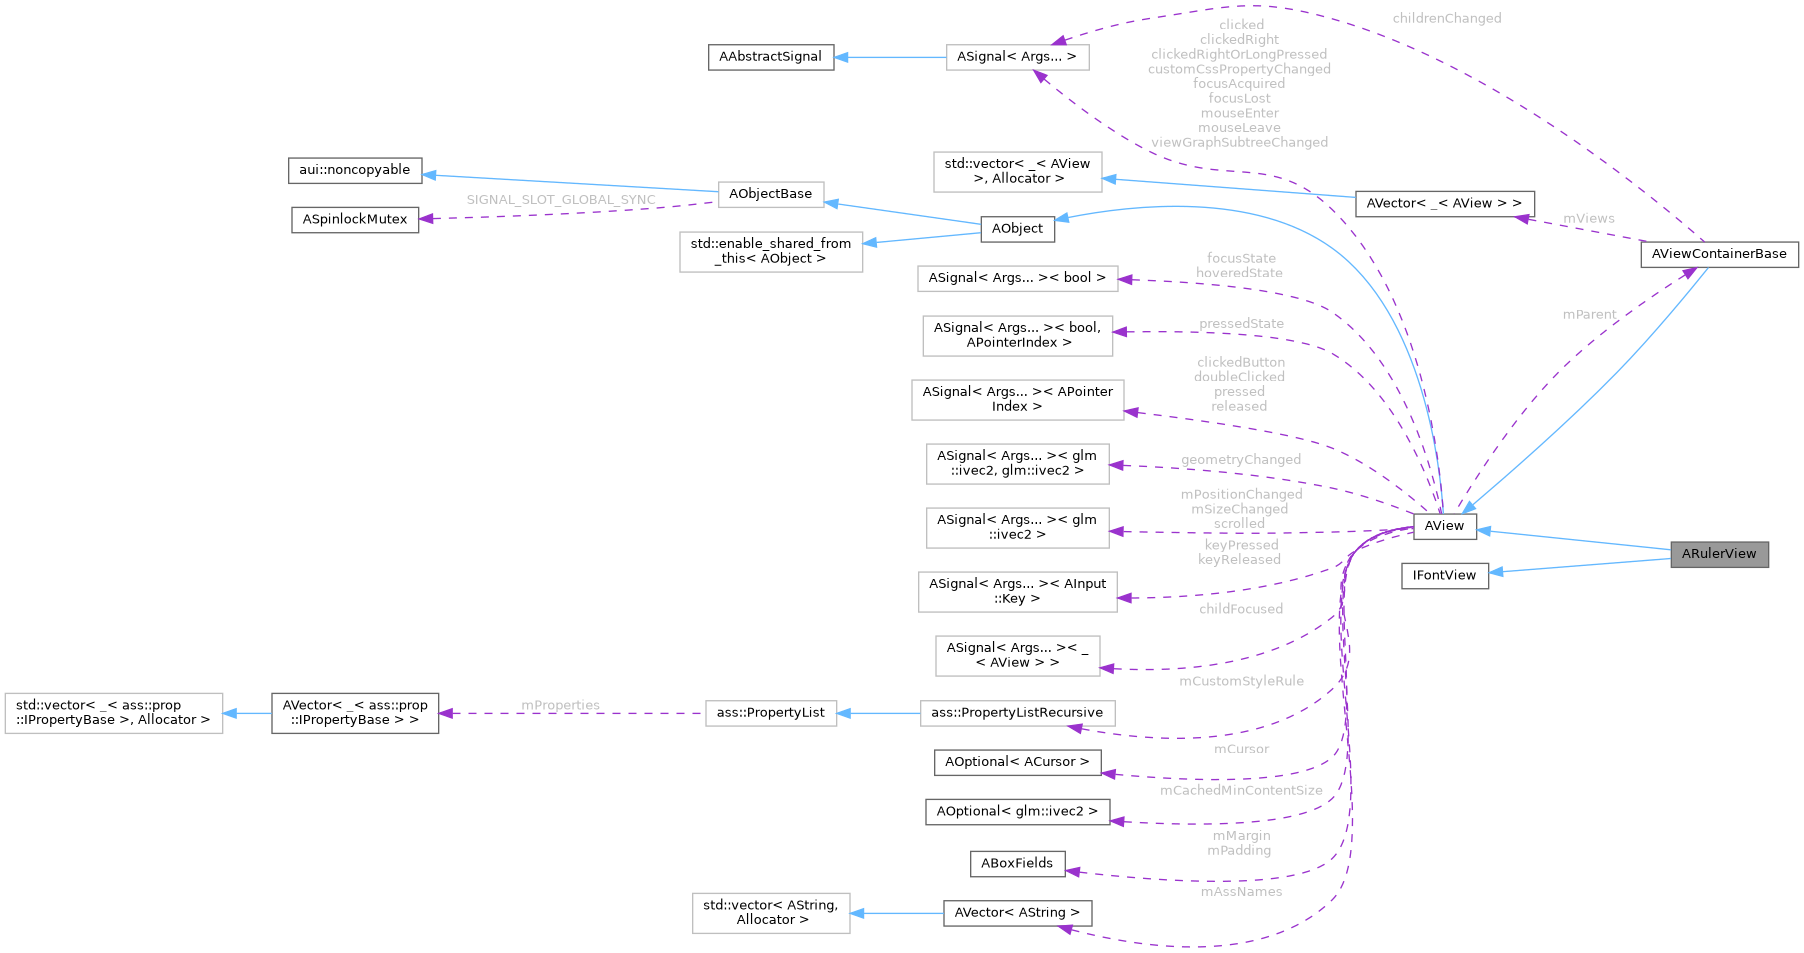 childrenChanged
clicked
clickedRight
clickedRightOrLongPressed
customCssPropertyChanged
focusAcquired
focusLost
mouseEnter
mouseLeave
viewGraphSubtreeChanged
AAbstractSignal
ASignal< Args... >
aui::noncopyable
AObjectBase
SIGNAL_SLOT_GLOBAL_SYNC
ASpinlockMutex
std::enable_shared_from
_this< AObject >
AObject
std::vector< _< AView
>, Allocator >
AVector< _< AView > >
mViews
AViewContainerBase
mParent
ASignal< Args... >< bool >
focusState
hoveredState
ASignal< Args... >< bool,
APointerIndex >
pressedState
ASignal< Args... >< APointer
Index >
clickedButton
doubleClicked
pressed
released
ASignal< Args... >< glm
::ivec2, glm::ivec2 >
geometryChanged
ASignal< Args... >< glm
::ivec2 >
mPositionChanged
mSizeChanged
scrolled
AView
ARulerView
IFontView
ASignal< Args... >< AInput
::Key >
keyPressed
keyReleased
ASignal< Args... >< _
< AView > >
childFocused
std::vector< _< ass::prop
::IPropertyBase >, Allocator >
AVector< _< ass::prop
::IPropertyBase > >
mProperties
ass::PropertyList
ass::PropertyListRecursive
mCustomStyleRule
AOptional< ACursor >
mCursor
AOptional< glm::ivec2 >
mCachedMinContentSize
ABoxFields
mMargin
mPadding
std::vector< AString,
Allocator >
AVector< AString >
mAssNames